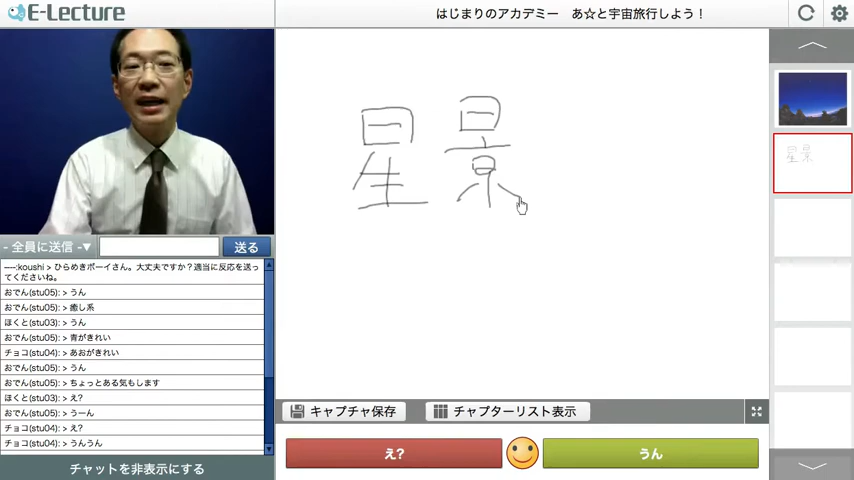 E-Lecture
はじまりのアカデミー　あ☆と宇宙旅行しよう！
星景
- 全員に送信 -▼
送る
----:koushi > ひらめきボーイさん。大丈夫ですか？適当に反応を送ってくださいね。
おでん(stu05): > うん
おでん(stu05): > 癒し系
ほくと(stu03): > うん
おでん(stu05): > 青がきれい
チョコ(stu04): > あおがきれい
おでん(stu05): > うん
おでん(stu05): > ちょっとある気もします
ほくと(stu03): > え?
おでん(stu05): > うーん
チョコ(stu04): > え?
チョコ(stu04): > うんうん
チャットを非表示にする
キャプチャ保存
チャプターリスト表示
え?
うん
星景